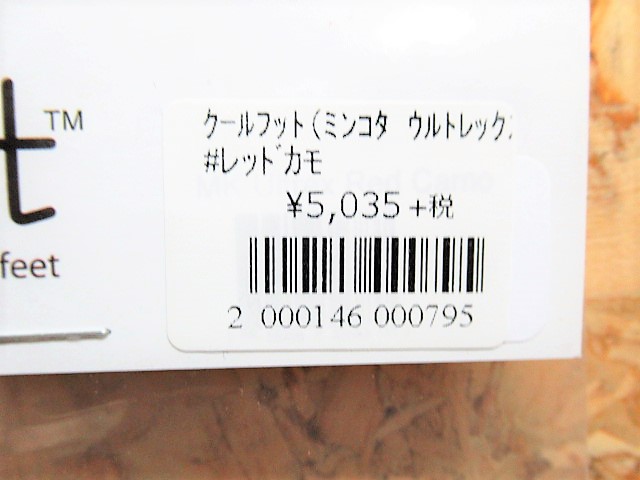 t™
feet
クールフット(ミンコタ ウルトレックス
#レッドカモ
¥5,035+税
2 000146 000795